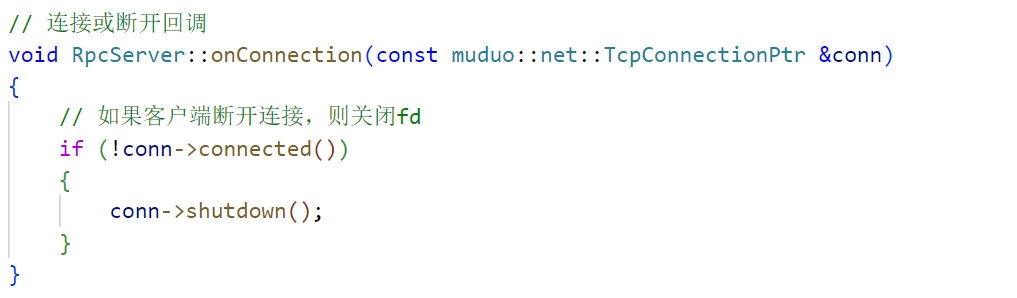 // 连接或断开回调
void RpcServer::onConnection(const muduo::net::TcpConnectionPtr &conn)
{
    // 如果客户端断开连接，则关闭fd
    if (!conn->connected())
    {
        conn->shutdown();
    }
}